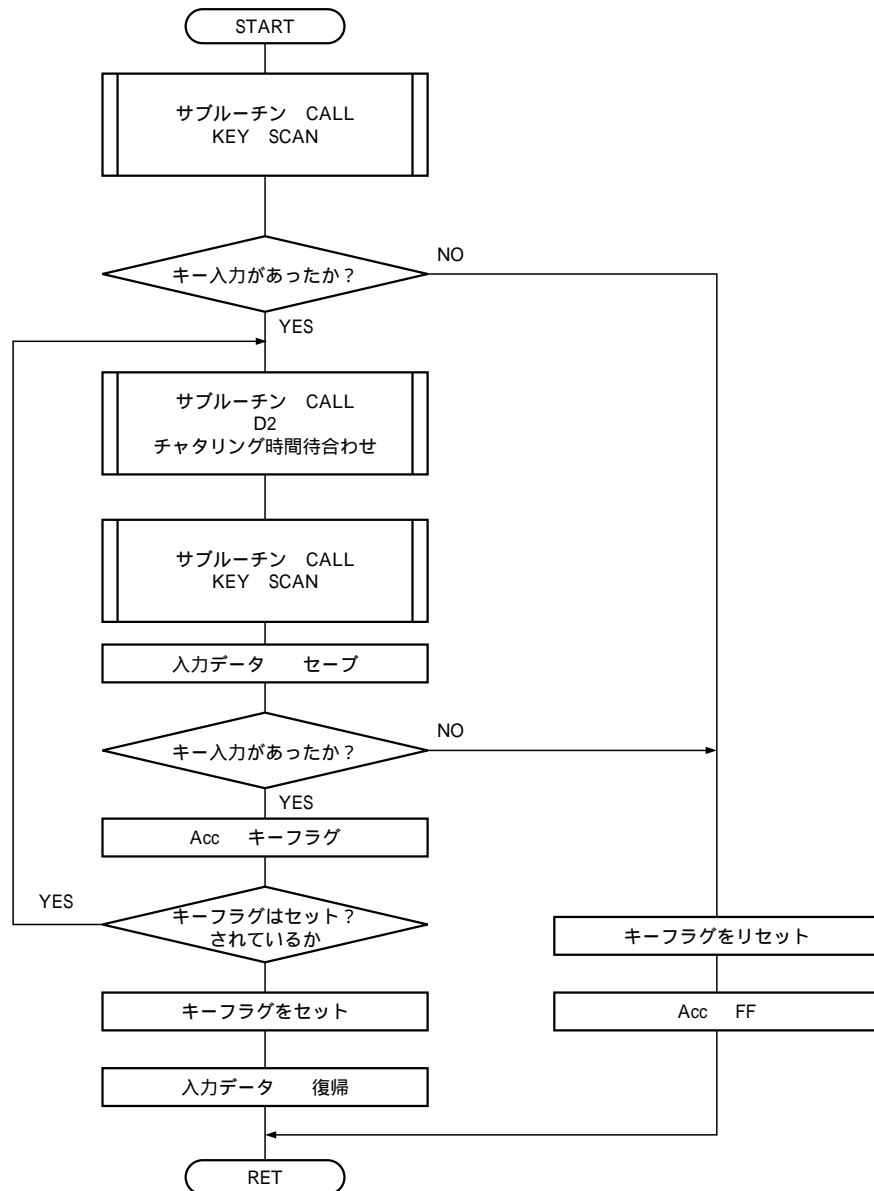 START
サブルーチン CALL
KEY SCAN
キー入力があったか？
NO
YES
サブルーチン CALL
D2
チャタリング時間待合わせ
サブルーチン CALL
KEY SCAN
入力データ セーブ
キー入力があったか？
NO
YES
Acc キーフラグ
YES
キーフラグはセット？
されているか
キーフラグをリセット
キーフラグをセット
Acc FF
入力データ 復帰
RET